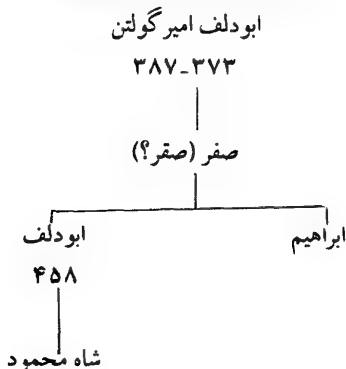 ابودلف امیر گولتن
۳۷۳-۳۸۷
صفر (صقر؟)
ابراهیم
ابودلف
۴۵۸
شاه محمود